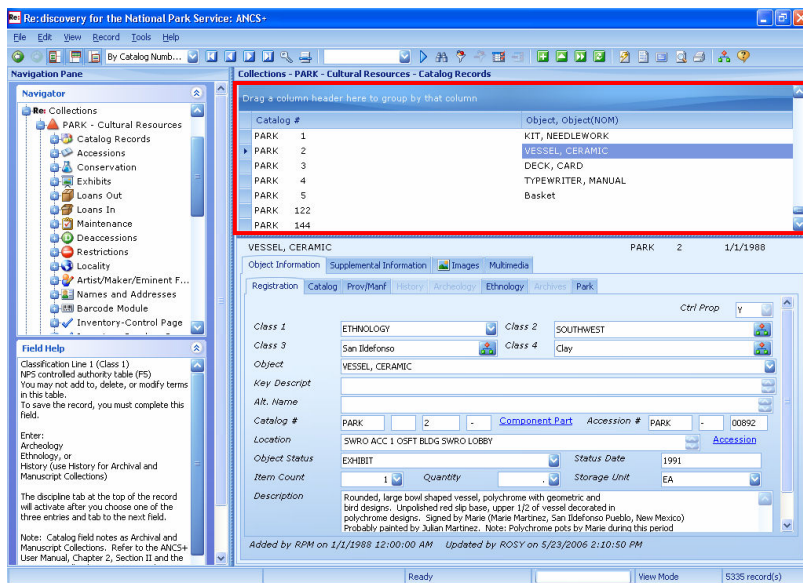 Re:discovery for the National Park Service: ANCS+
File Edit View Record Tools Help
By Catalog Numb...
Navigation Pane
Collections - PARK - Cultural Resources - Catalog Records
Navigator
Re: Collections
PARK - Cultural Resources
Catalog Records
Accessions
Conservation
Exhibits
Loans Out
Loans In
Maintenance
Deaccessions
Restrictions
Locality
Artist/Maker/Eminent F...
Names and Addresses
Barcode Module
Inventory-Control Page
Drag a column header here to group by that column
Catalog # Object, Object(NOM)
PARK 1 KIT, NEEDLEWORK
PARK 2 VESSEL, CERAMIC
PARK 3 DECK, CARD
PARK 4 TYPEWRITER, MANUAL
PARK 5 Basket
PARK 122
PARK 144
VESSEL, CERAMIC PARK 2 1/1/1988
Object Information Supplemental Information Images Multimedia
Registration Catalog Prov/Manf History Archeology Ethnology Archives Park
Ctrl Prop Y
Class 1 ETHNOLOGY Class 2 SOUTHWEST
Class 3 San Ildefonso Class 4 Clay
Object VESSEL, CERAMIC
Key Descript
Alt. Name
Catalog # PARK 2 - Component Part Accession # PARK - 00892
Location SWRO ACC 1 OSFT BLDG SWRO LOBBY Accession
Object Status EXHIBIT Status Date 1991
Item Count 1 Quantity . Storage Unit EA
Description Rounded, large bowl shaped vessel, polychrome with geometric and
bird designs. Unpolished red slip base, upper 1/2 of vessel decorated in
polychrome designs. Signed by Marie (Marie Martinez, San Ildefonso Pueblo, New Mexico)
Probably painted by Julian Martinez. Note: Polychrome pots by Marie during this period
Added by RPM on 1/1/1988 12:00:00 AM Updated by ROSY on 5/23/2006 2:10:50 PM
Field Help
Classification Line 1 (Class 1)
NPS controlled authority table (F5)
You may not add to, delete, or modify terms
in this table.
To save the record, you must complete this
field.
Enter:
Archeology
Ethnology, or
History (use History for Archival and
Manuscript Collections)
The discipline tab at the top of the record
will activate after you choose one of the
three entries and tab to the next field.
Note: Catalog field notes as Archival and
Manuscript Collections. Refer to the ANCS+
User Manual, Chapter 2, Section II and the
Ready View Mode 5335 record(s)